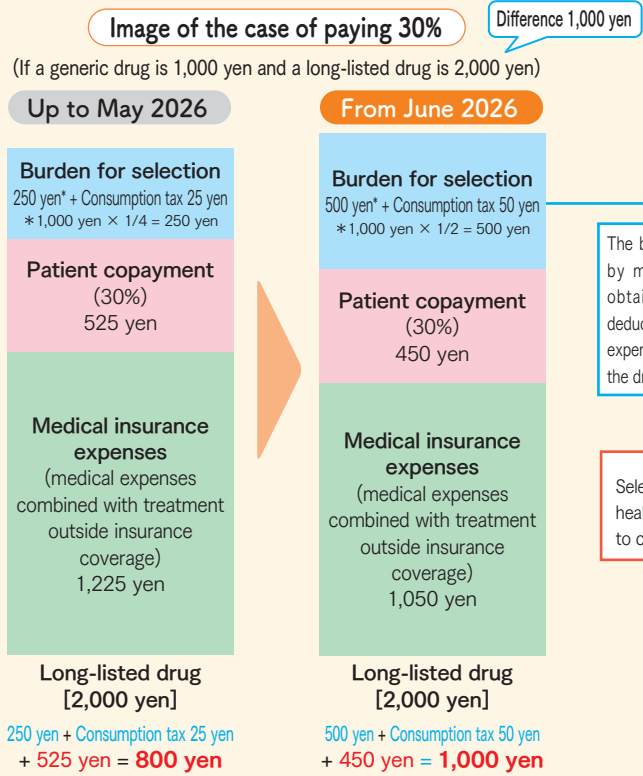 Image of the case of paying 30%
Difference 1,000 yen
(If a generic drug is 1,000 yen and a long-listed drug is 2,000 yen)
Up to May 2026
Burden for selection
250 yen* + Consumption tax 25 yen
*1,000 yen × 1/4 = 250 yen
Patient copayment
(30%)
525 yen
Medical insurance
expenses
(medical expenses
combined with treatment
outside insurance
coverage)
1,225 yen
Long-listed drug
[2,000 yen]
250 yen + Consumption tax 25 yen
+ 525 yen = 800 yen
From June 2026
Burden for selection
500 yen* + Consumption tax 50 yen
*1,000 yen × 1/2 = 500 yen
Patient copayment
(30%)
450 yen
Medical insurance
expenses
(medical expenses
combined with treatment
outside insurance
coverage)
1,050 yen
Long-listed drug
[2,000 yen]
500 yen + Consumption tax 50 yen
+ 450 yen = 1,000 yen
The b
by m
obtai
deduc
exper
the dr
Sele
heal
to c